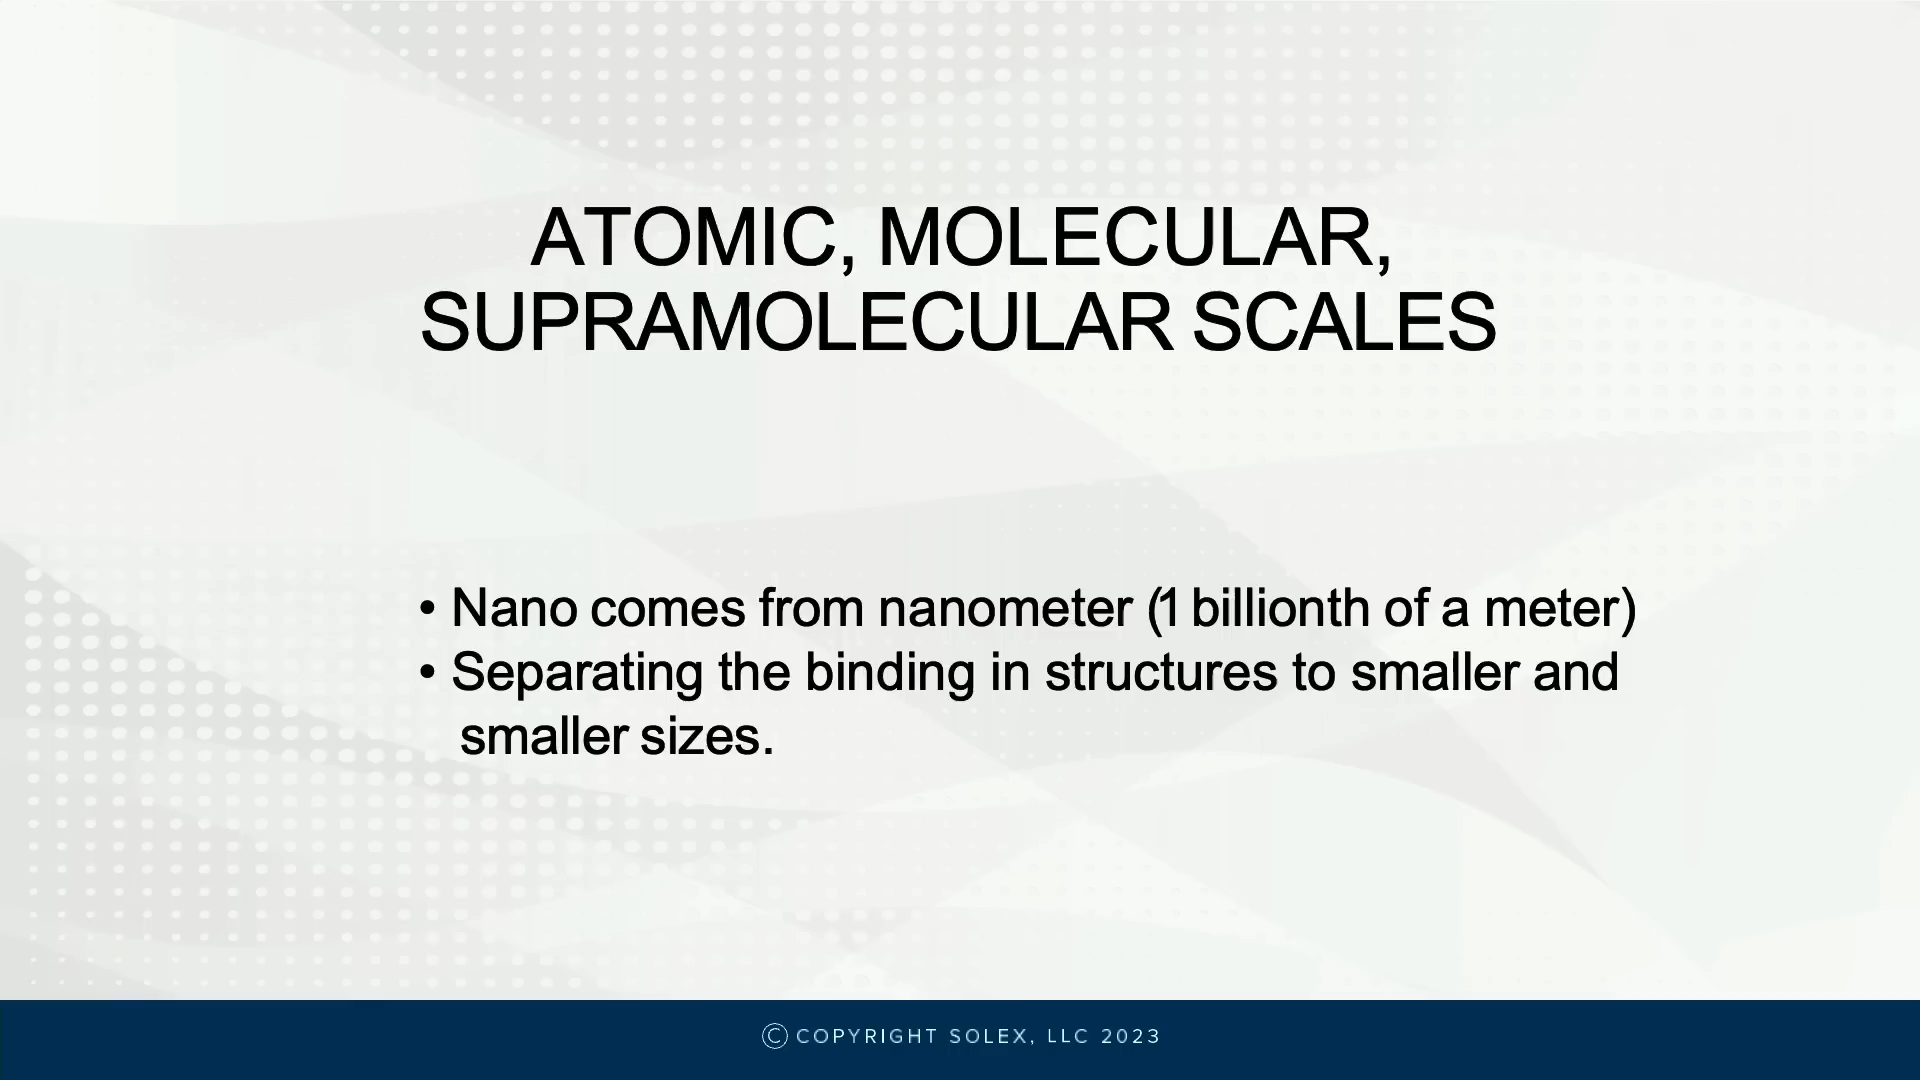 ATOMIC, MOLECULAR,
SUPRAMOLECULAR SCALES
• Nano comes from nanometer (1 billionth of a meter)
• Separating the binding in structures to smaller and
smaller sizes.
© COPYRIGHT SOLEX, LLC 2023